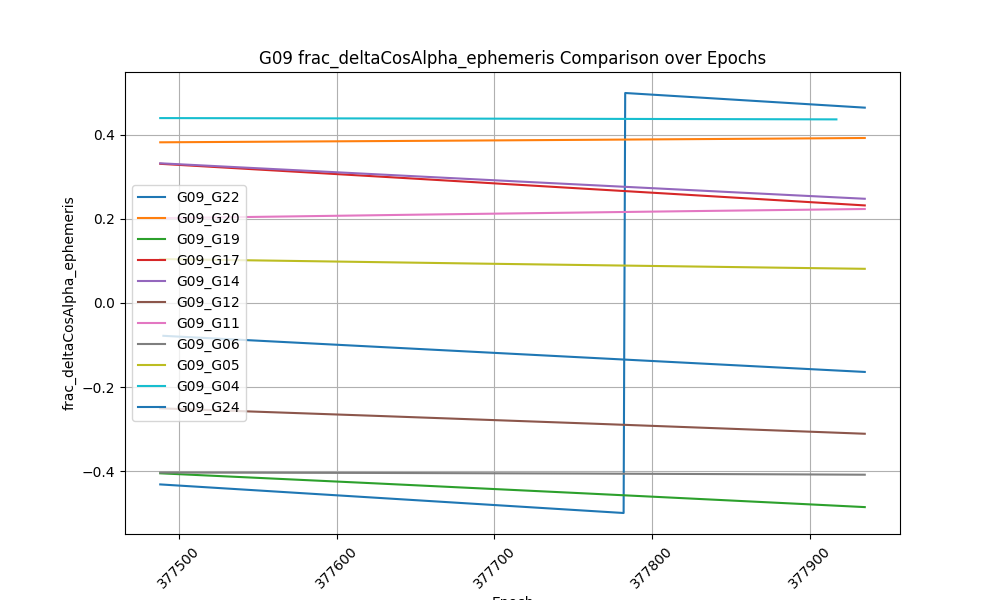 G09 frac_deltaCosAlpha_ephemeris Comparison over Epochs
frac_deltaCosAlpha_ephemeris
0.4
0.2
0.0
−0.2
−0.4
G09_G22
G09_G20
G09_G19
G09_G17
G09_G14
G09_G12
G09_G11
G09_G06
G09_G05
G09_G04
G09_G24
377500
377600
377700
377800
377900
Epoch